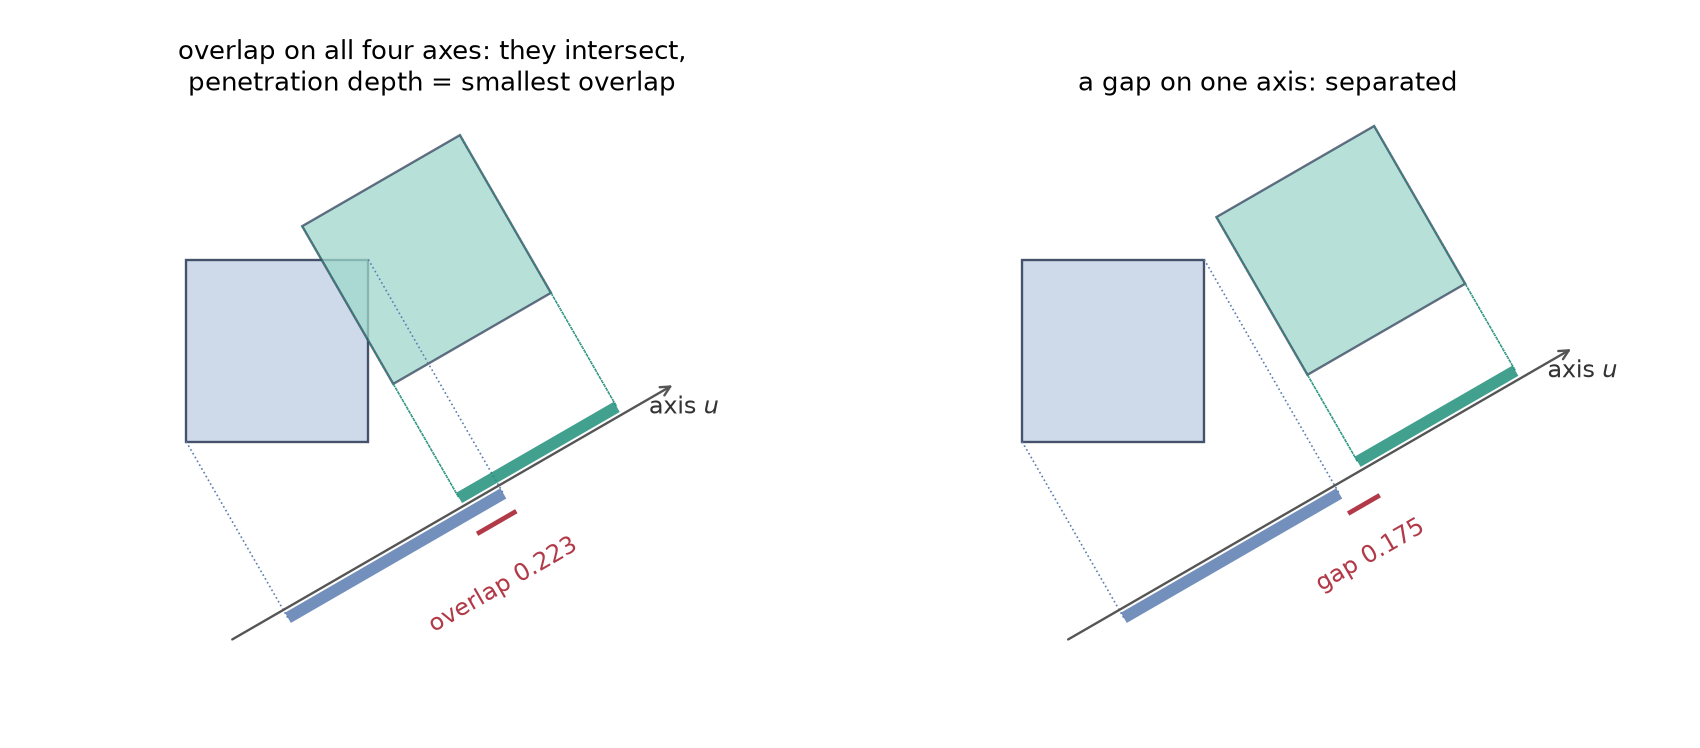 overlap on all four axes: they intersect,
penetration depth = smallest overlap
axis u
overlap 0.223
a gap on one axis: separated
axis u
gap 0.175